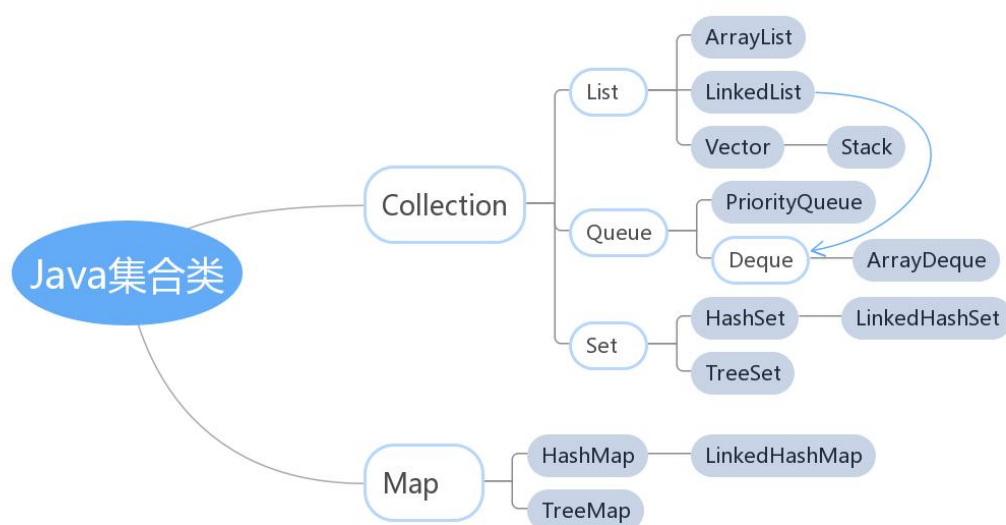 Java集合类
Collection
List
ArrayList
LinkedList
Vector
Stack
Queue
PriorityQueue
Deque
ArrayDeque
Set
HashSet
LinkedHashSet
TreeSet
Map
HashMap
LinkedHashMap
TreeMap